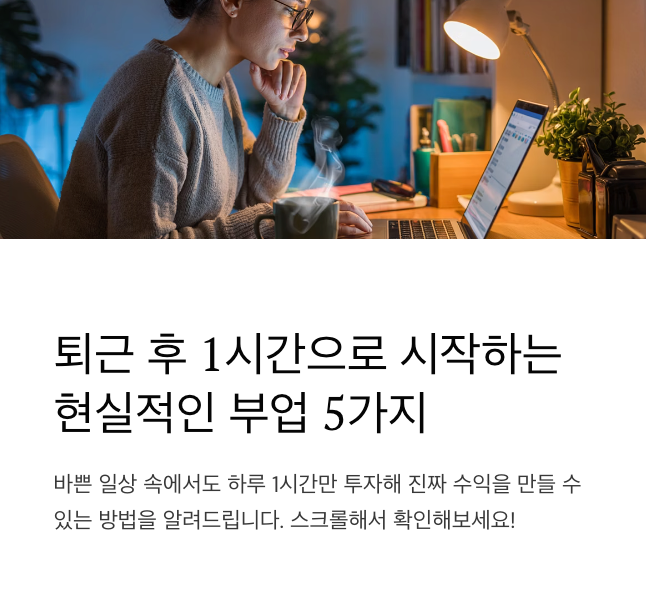 퇴근 후 1시간으로 시작하는
현실적인 부업 5가지
바쁜 일상 속에서도 하루 1시간만 투자해 진짜 수익을 만들 수
있는 방법을 알려드립니다. 스크롤해서 확인해보세요!